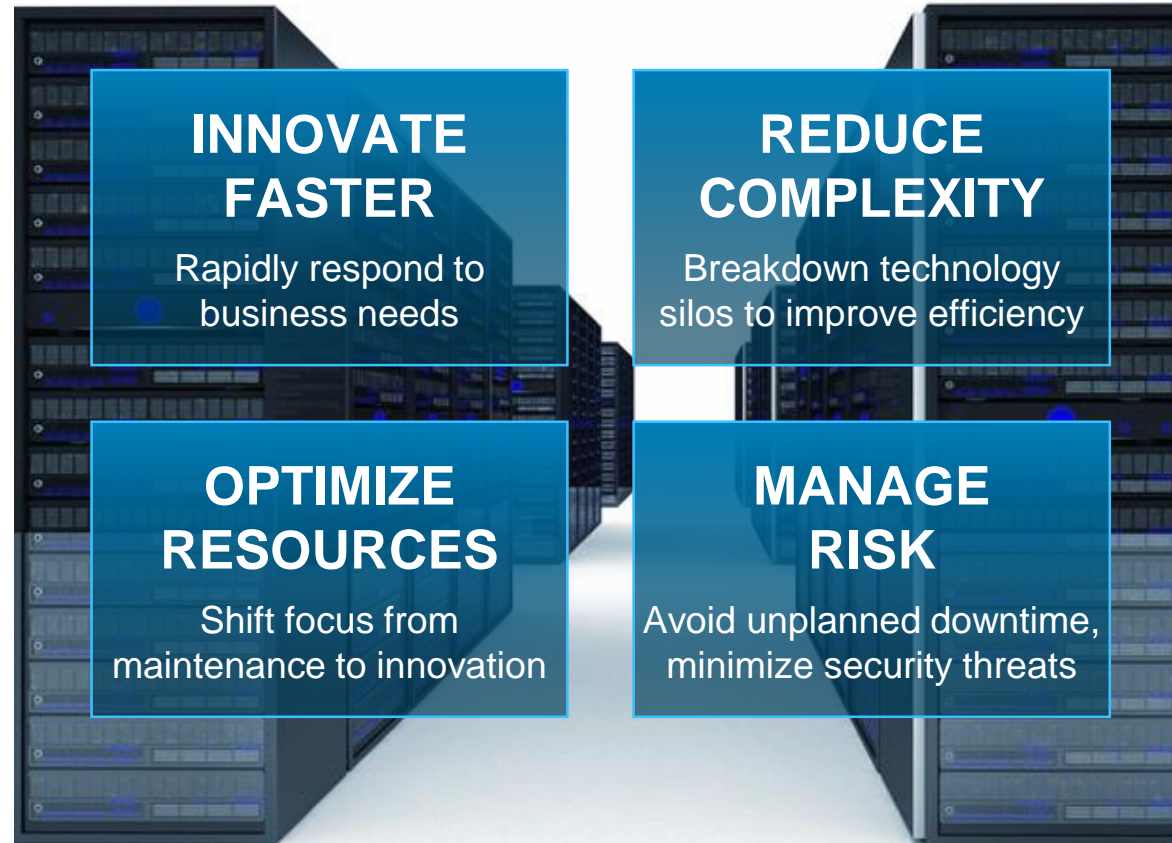 INNOVATE
FASTER
Rapidly respond to
business needs
REDUCE
COMPLEXITY
Breakdown technology
silos to improve efficiency
OPTIMIZE
RESOURCES
Shift focus from
maintenance to innovation
MANAGE
RISK
Avoid unplanned downtime,
minimize security threats